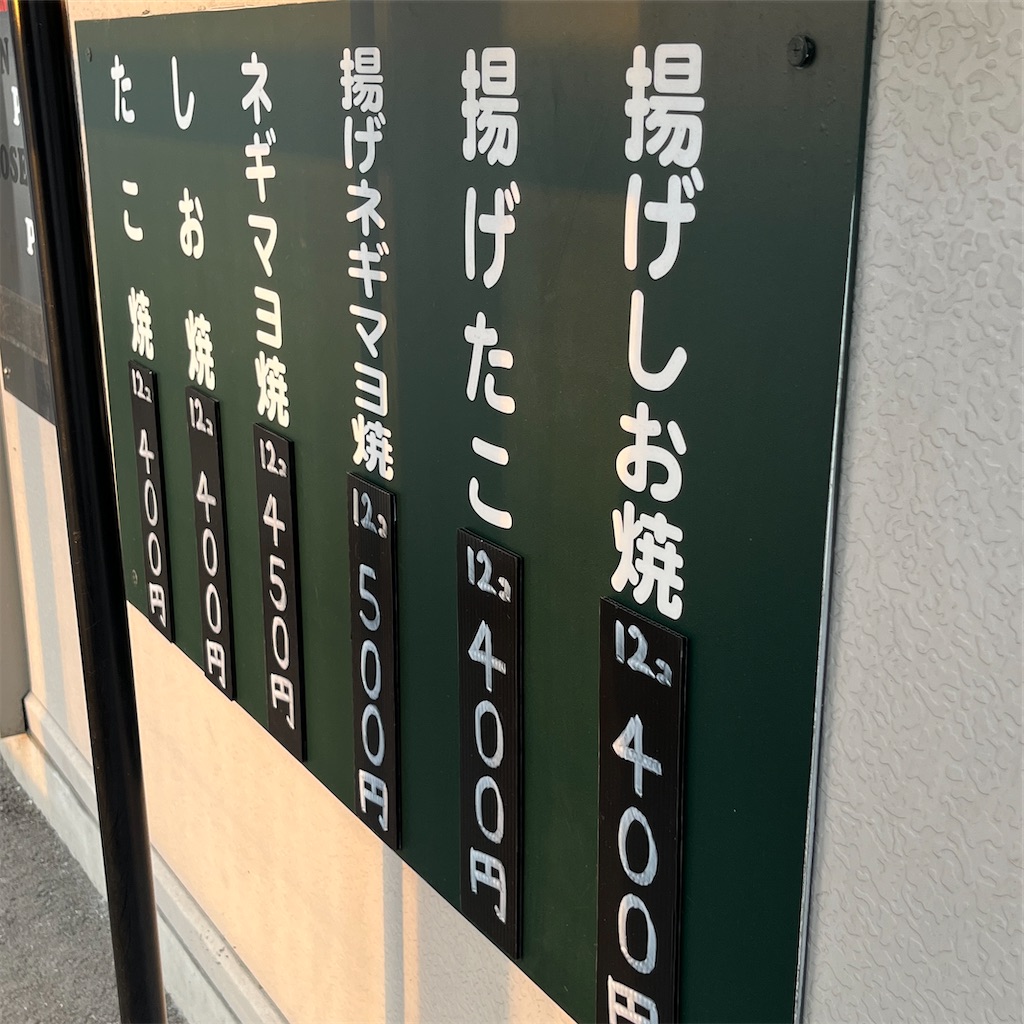 揚げしお焼
12コ 400円
揚げたこ
12コ 400円
揚げネギマヨ焼
12コ 500円
ネギマヨ焼
12コ 450円
しお焼
12コ 400円
たこ焼
12コ 400円